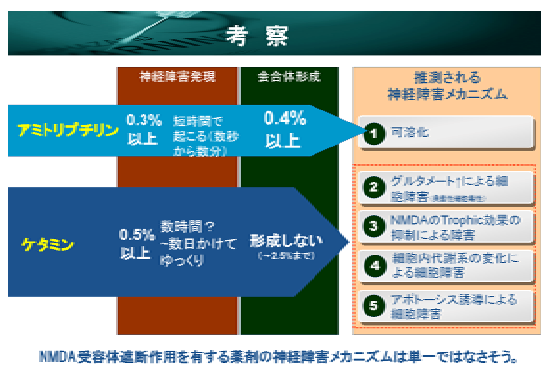 考 察
神経障害発現
会合体形成
推測される
神経障害メカニズム
アミトリプチリン
0.3%
以上
短時間で
起こる(数秒
から数分)
0.4%
以上
1 可溶化
ケタミン
0.5%
以上
数時間?
~数日かけて
ゆっくり
形成しない
(~2.5%まで)
2 グルタメート↑による細
胞障害
3 NMDAのTrophic効果の
抑制による障害
4 細胞内代謝系の変化に
よる細胞障害
5 アポトーシス誘導による
細胞障害
NMDA受容体遮断作用を有する薬剤の神経障害メカニズムは単一ではなさそう。